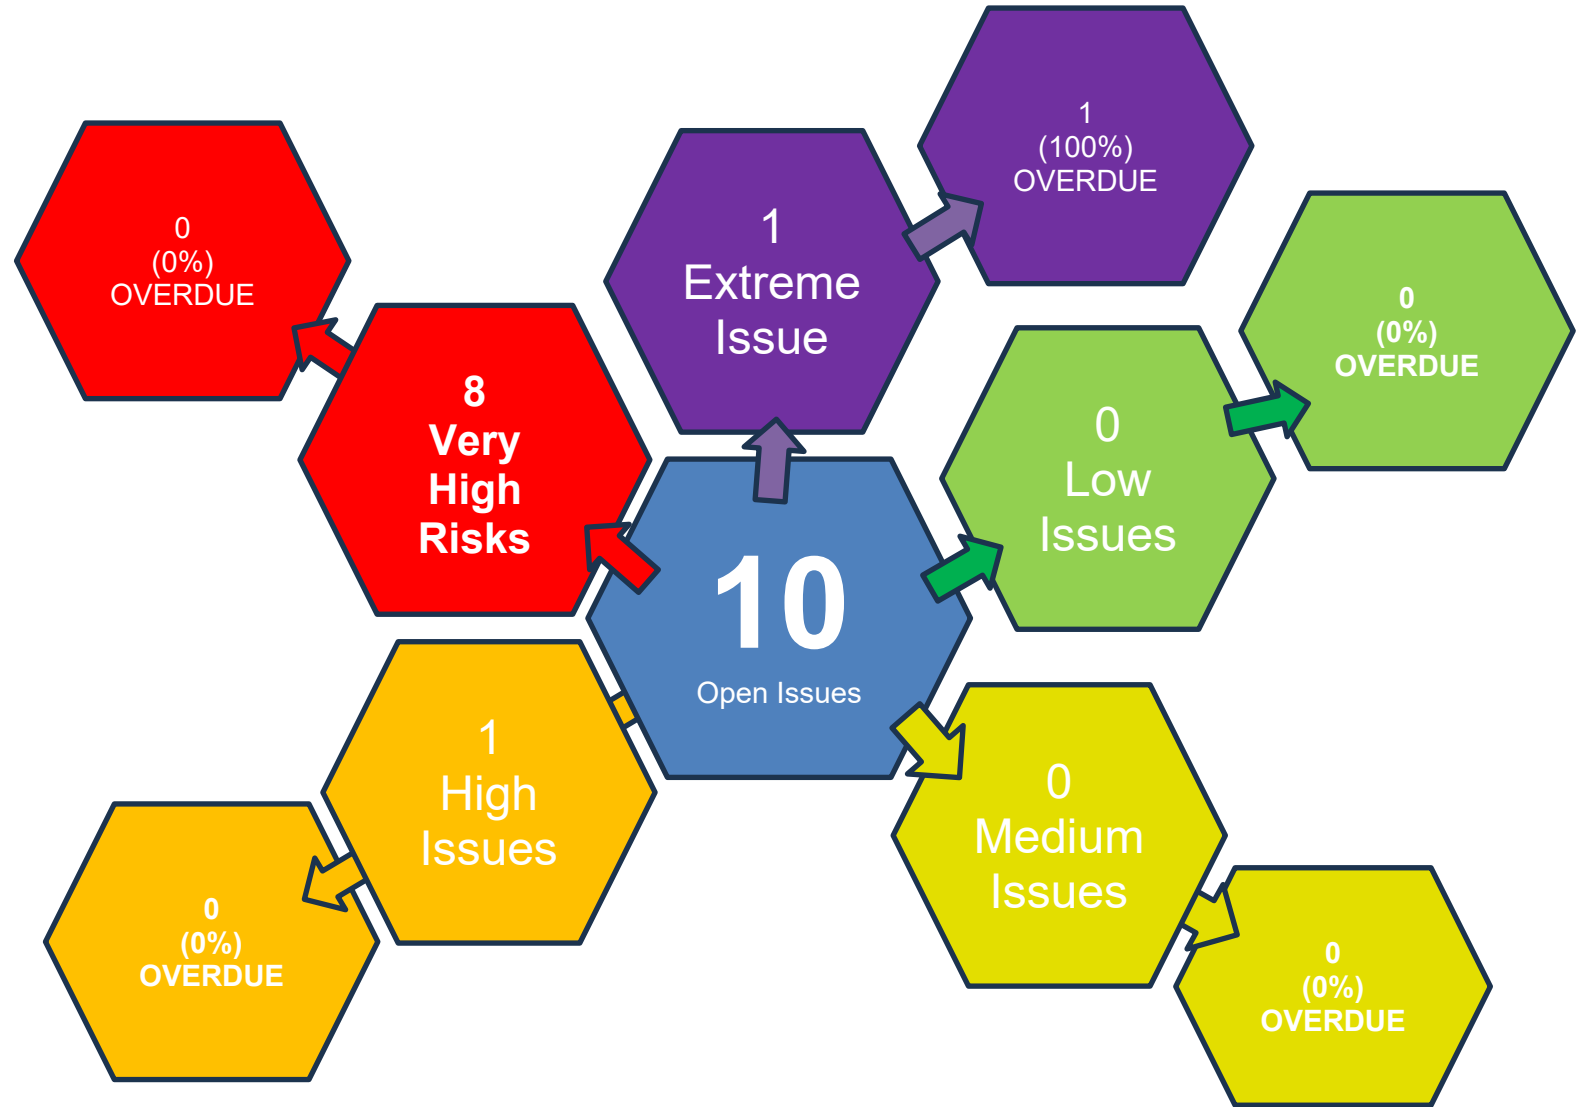 1
(100%)
OVERDUE
0
(0%)
OVERDUE
1
Extreme
Issue
0
(0%)
OVERDUE
8
Very
High
Risks
0
Low
Issues
10
Open Issues
1
High
Issues
0
Medium
Issues
0
(0%)
OVERDUE
0
(0%)
OVERDUE